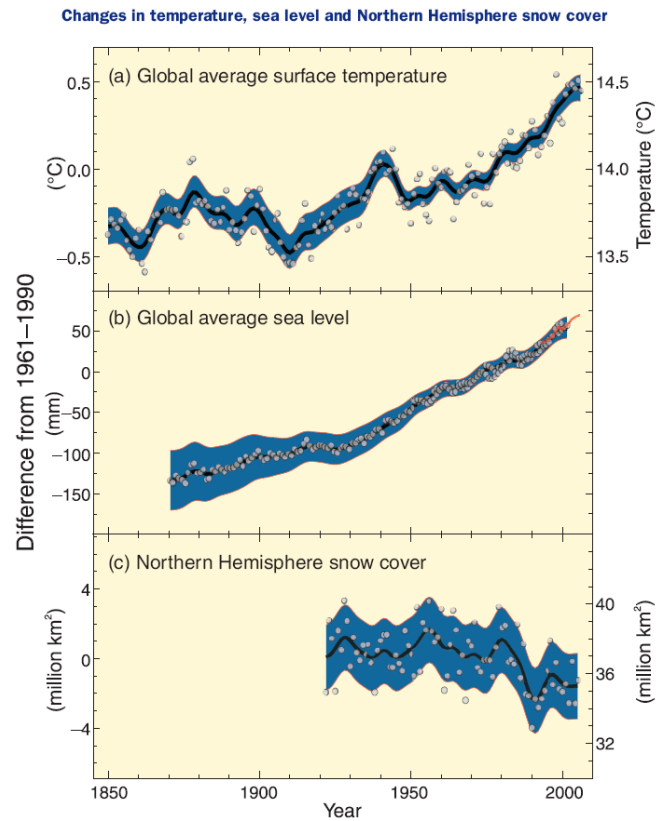 Changes in temperature, sea level and Northern Hemisphere snow cover
(a) Global average surface temperature
0.5
0.0
−0.5
(°C)
14.5
14.0
13.5
Temperature (°C)
Difference from 1961–1990
(b) Global average sea level
50
0
−50
−100
−150
(mm)
(c) Northern Hemisphere snow cover
4
0
−4
(million km²)
40
36
32
(million km²)
1850 1900 1950 2000
Year